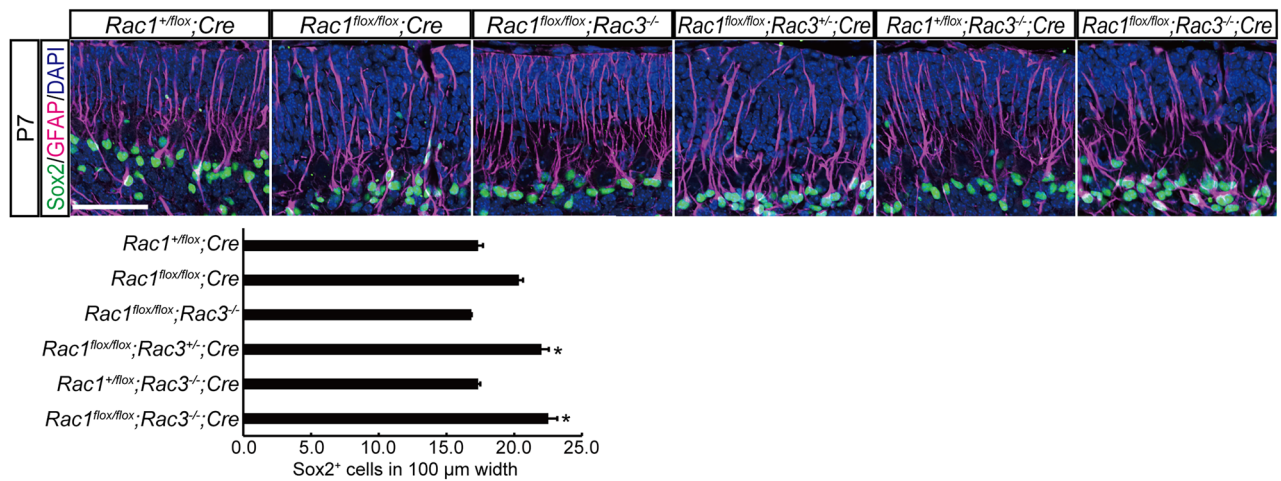 Rac1+/flox;Cre
Rac1flox/flox;Cre
Rac1flox/flox;Rac3-/-
Rac1flox/flox;Rac3+/-;Cre
Rac1+/flox;Rac3-/-;Cre
Rac1flox/flox;Rac3-/-;Cre
P7
Sox2/GFAP/DAPI
Rac1+/flox;Cre
Rac1flox/flox;Cre
Rac1flox/flox;Rac3-/-
Rac1flox/flox;Rac3+/-;Cre
*
Rac1+/flox;Rac3-/-;Cre
Rac1flox/flox;Rac3-/-;Cre
*
0.0 5.0 10.0 15.0 20.0 25.0
Sox2+ cells in 100 µm width